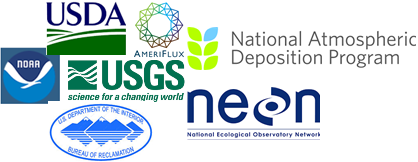 USDA
AMERIFLUX
National Atmospheric
Deposition Program
NOAA
USGS
science for a changing world
neon
National Ecological Observatory Network
U.S. DEPARTMENT OF THE INTERIOR
BUREAU OF RECLAMATION